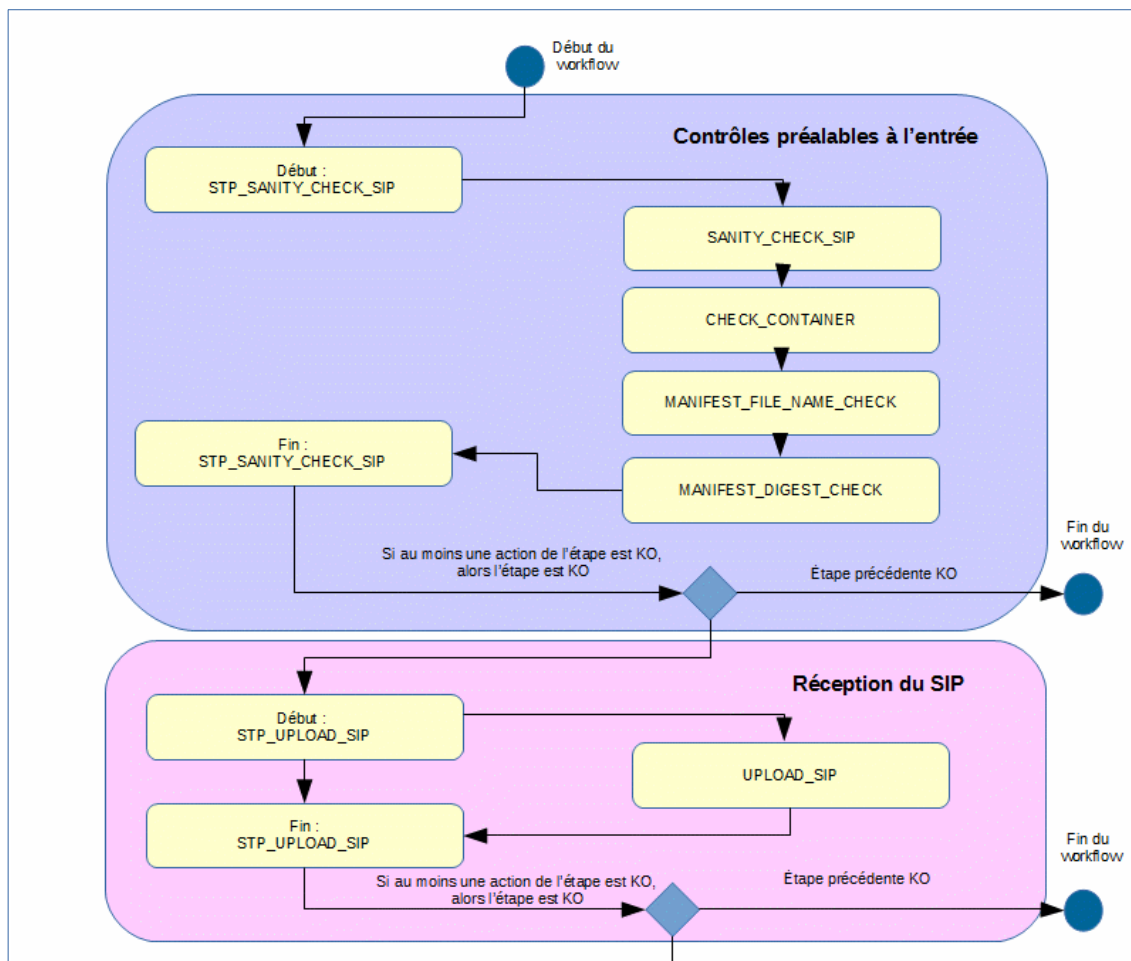 Début du
workflow
Contrôles préalables à l'entrée
Début :
STP_SANITY_CHECK_SIP
SANITY_CHECK_SIP
CHECK_CONTAINER
MANIFEST_FILE_NAME_CHECK
Fin :
STP_SANITY_CHECK_SIP
MANIFEST_DIGEST_CHECK
Fin du
workflow
Si au moins une action de l'étape est KO,
alors l'étape est KO
Étape précédente KO
Réception du SIP
Début :
STP_UPLOAD_SIP
UPLOAD_SIP
Fin :
STP_UPLOAD_SIP
Fin du
workflow
Si au moins une action de l'étape est KO,
alors l'étape est KO
Étape précédente KO